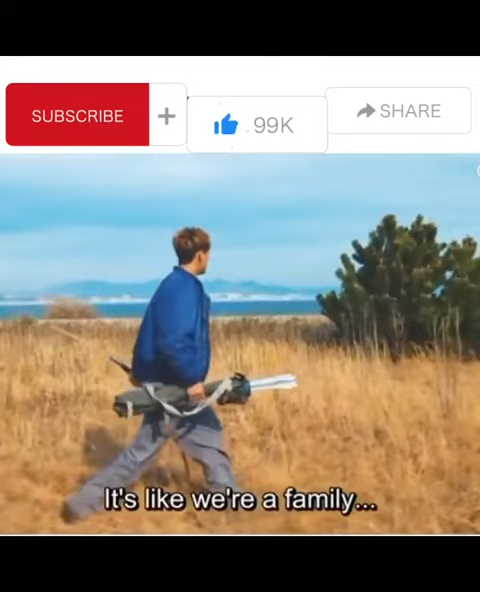 SUBSCRIBE
+
99K
SHARE
It's like we're a family...